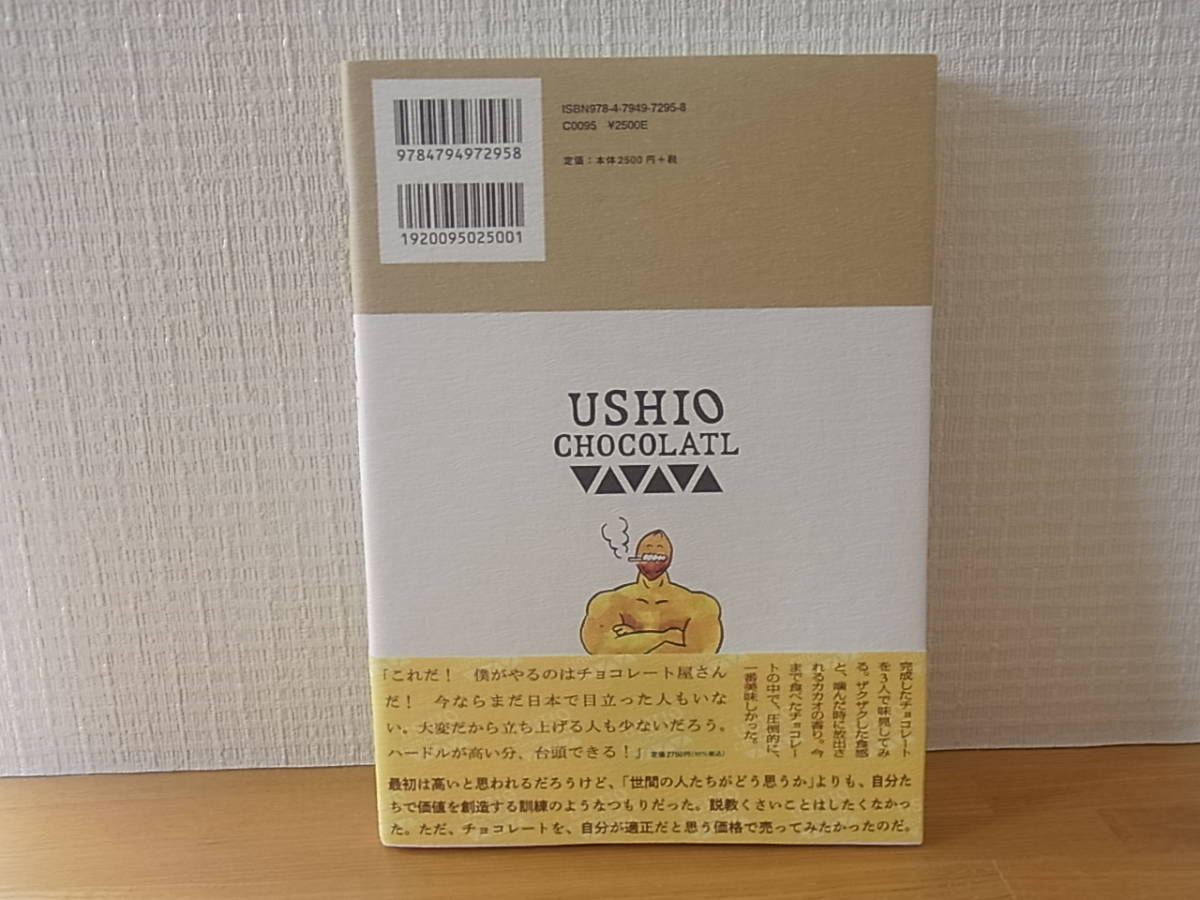 9784794972958
1920095025001
ISBN978-4-7949-7295-8
C0095 ¥2500E
定価：本体2500円＋税
USHIO
CHOCOLATL
完成したチョコレート
を3人で味見してみ
る。ザクザクした食感
と、噛んだ時に放出さ
れるカカオの香り。今
まで食べたチョコレー
トの中で、圧倒的に、
一番美味しかった。
「これだ！　僕がやるのはチョコレート屋さん
だ！　今ならまだ日本で目立った人もいな
い、大変だから立ち上げる人も少ないだろう。
ハードルが高い分、台頭できる！」定価2750円（10%税込）
最初は高いと思われるだろうけど、「世間の人たちがどう思うか」よりも、自分た
ちで価値を創造する訓練のようなつもりだった。説教くさいことはしたくなかっ
た。ただ、チョコレートを、自分が適正だと思う価格で売ってみたかったのだ。